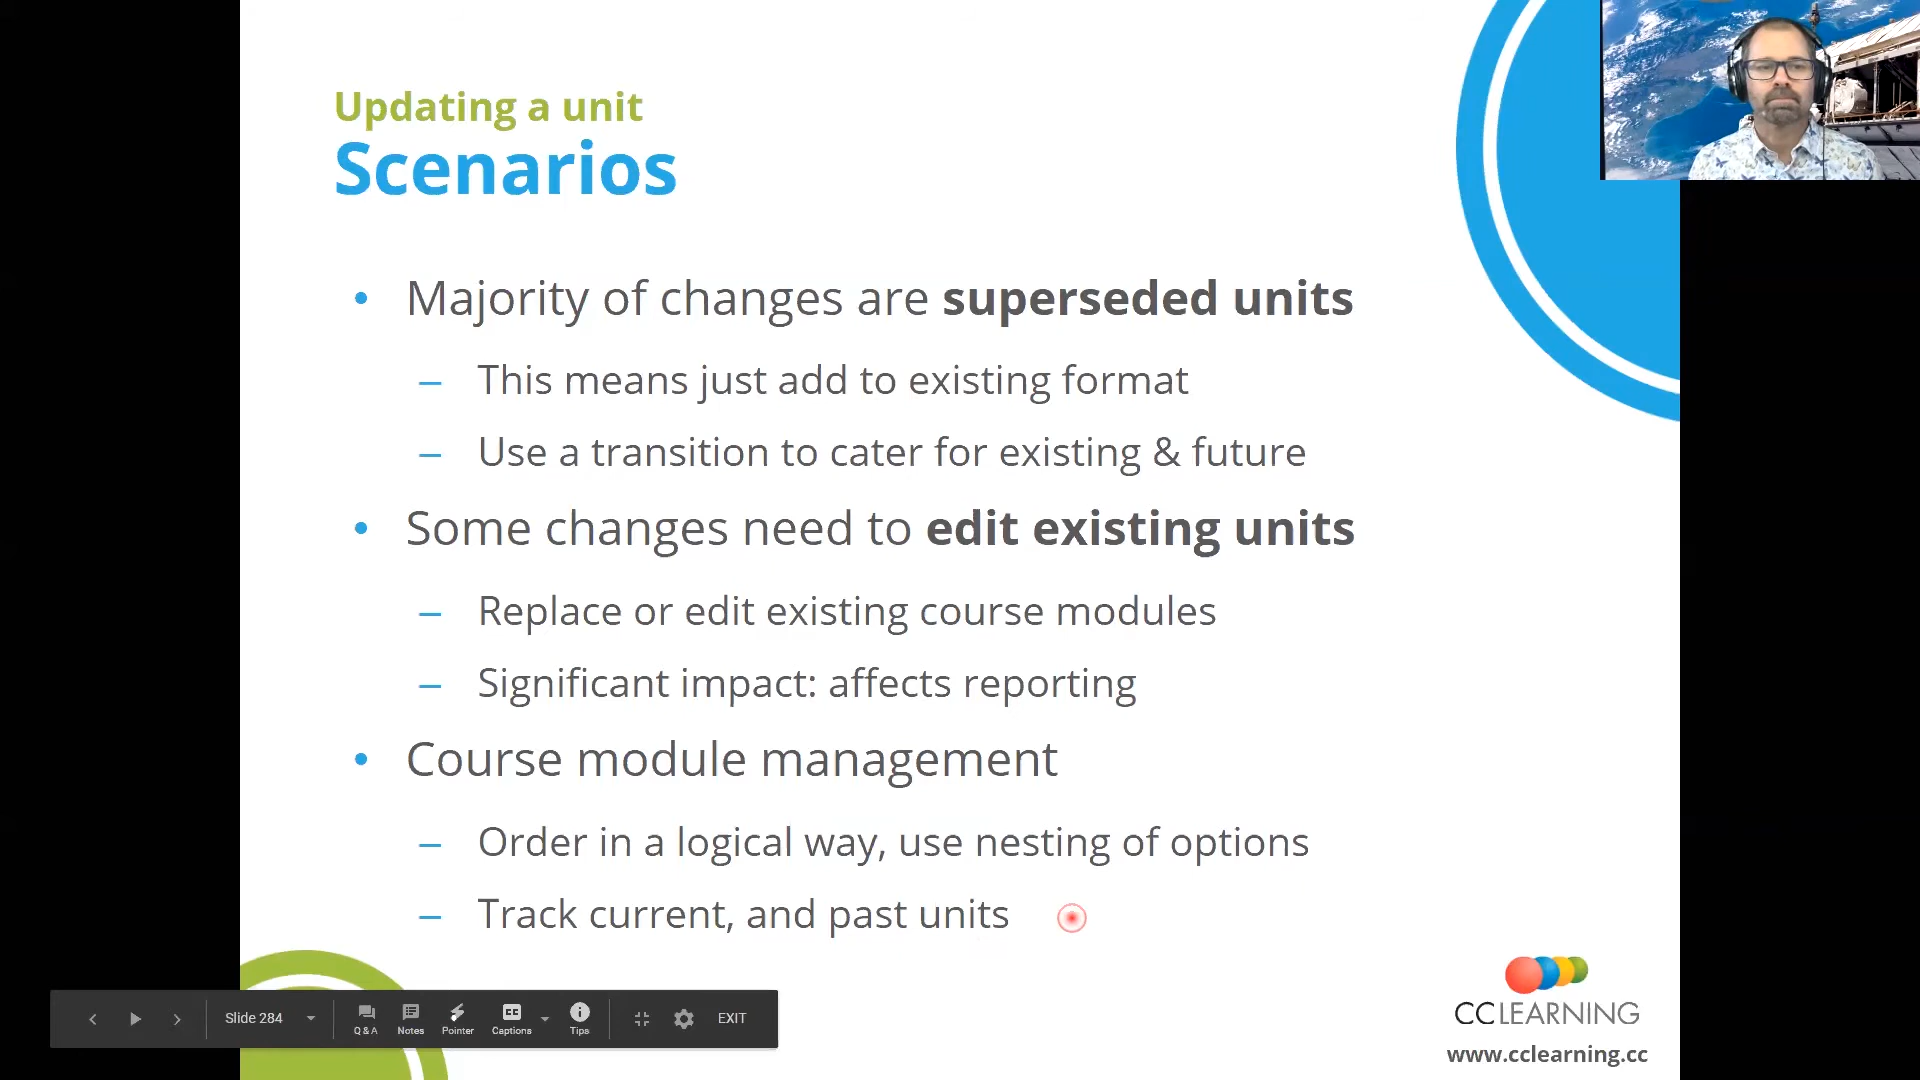 Updating a unit
Scenarios
• Majority of changes are superseded units
– This means just add to existing format
– Use a transition to cater for existing & future
• Some changes need to edit existing units
– Replace or edit existing course modules
– Significant impact: affects reporting
• Course module management
– Order in a logical way, use nesting of options
– Track current, and past units
CCLEARNING
www.cclearning.cc
Slide 284
Q & A
Notes
Pointer
CC
Captions
Tips
EXIT